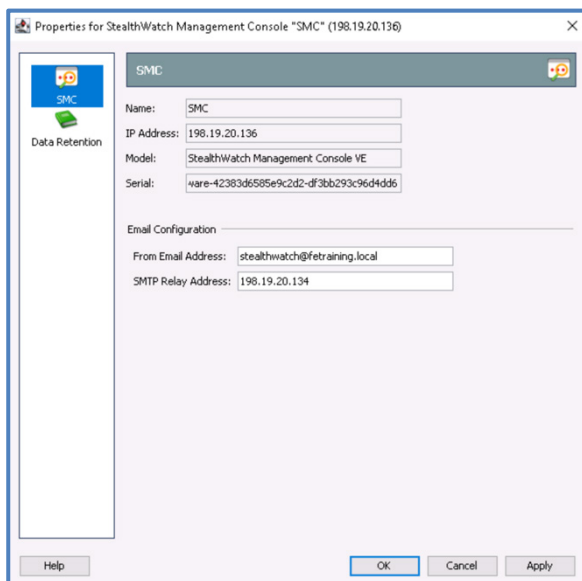 Properties for StealthWatch Management Console "SMC" (198.19.20.136)
SMC
Data Retention
SMC
Name: SMC
IP Address: 198.19.20.136
Model: StealthWatch Management Console VE
Serial: ware-42383d6585e9c2d2-df3bb293c96d4dd6
Email Configuration
From Email Address: stealthwatch@fetraining.local
SMTP Relay Address: 198.19.20.134
Help OK Cancel Apply